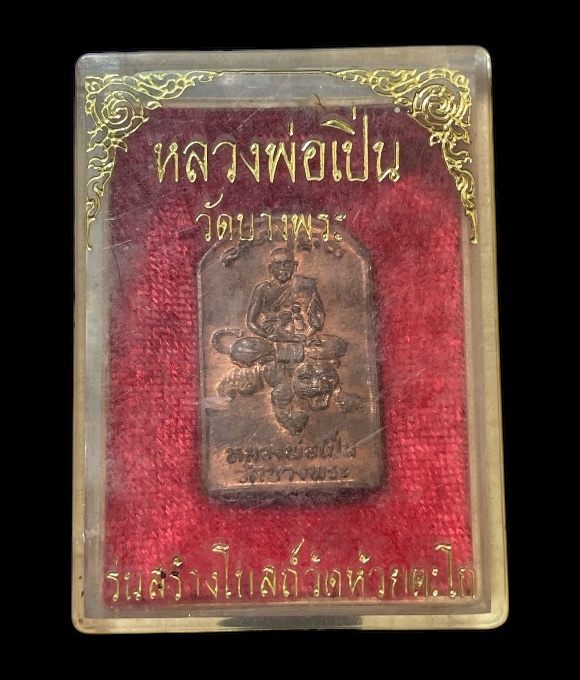 หลวงพ่อเปิ่น
วัดบางพระ
หลวงพ่อเปิ่น
วัดบางพระ
รุ่นสร้างโบสถ์วัดห้วยตะโก